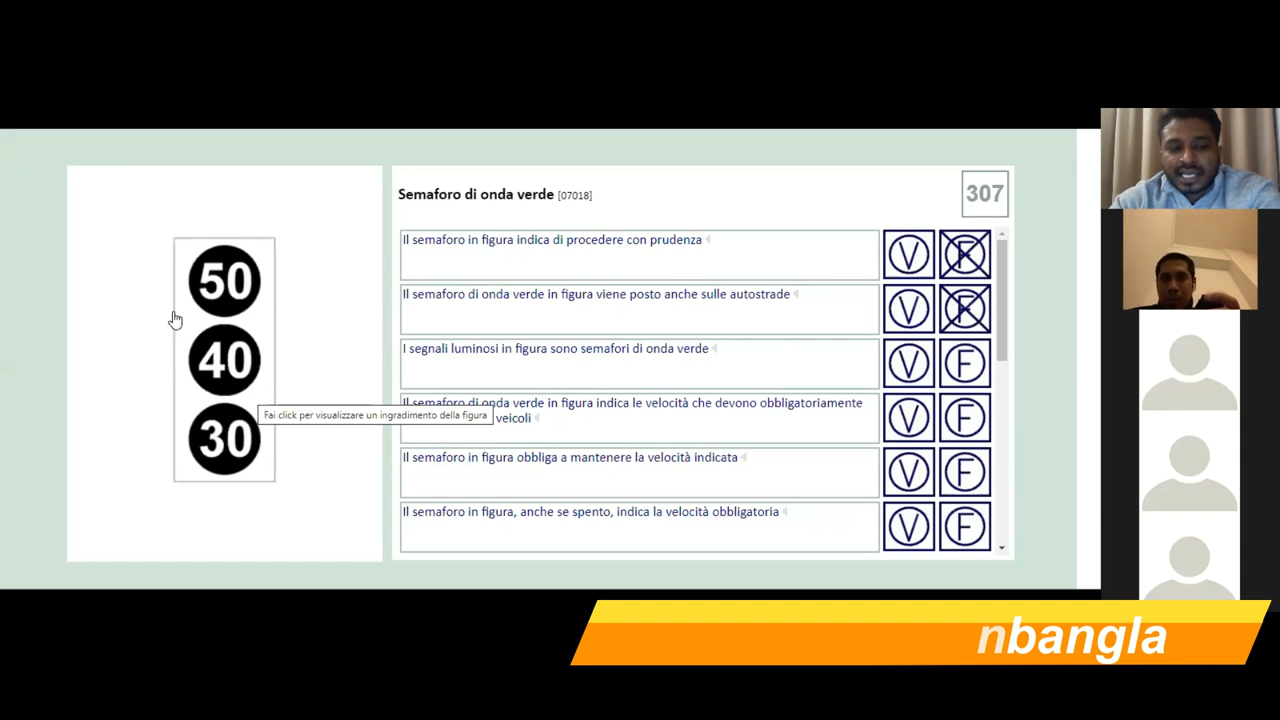 50
40
30
Fai click per visualizzare un ingradimento della figura
Semaforo di onda verde [07018]
307
Il semaforo in figura indica di procedere con prudenza
V F
Il semaforo di onda verde in figura viene posto anche sulle autostrade
V F
I segnali luminosi in figura sono semafori di onda verde
V F
Il semaforo di onda verde in figura indica le velocità che devono obbligatoriamente
veicoli
V F
Il semaforo in figura obbliga a mantenere la velocità indicata
V F
Il semaforo in figura, anche se spento, indica la velocità obbligatoria
V F
nbangla